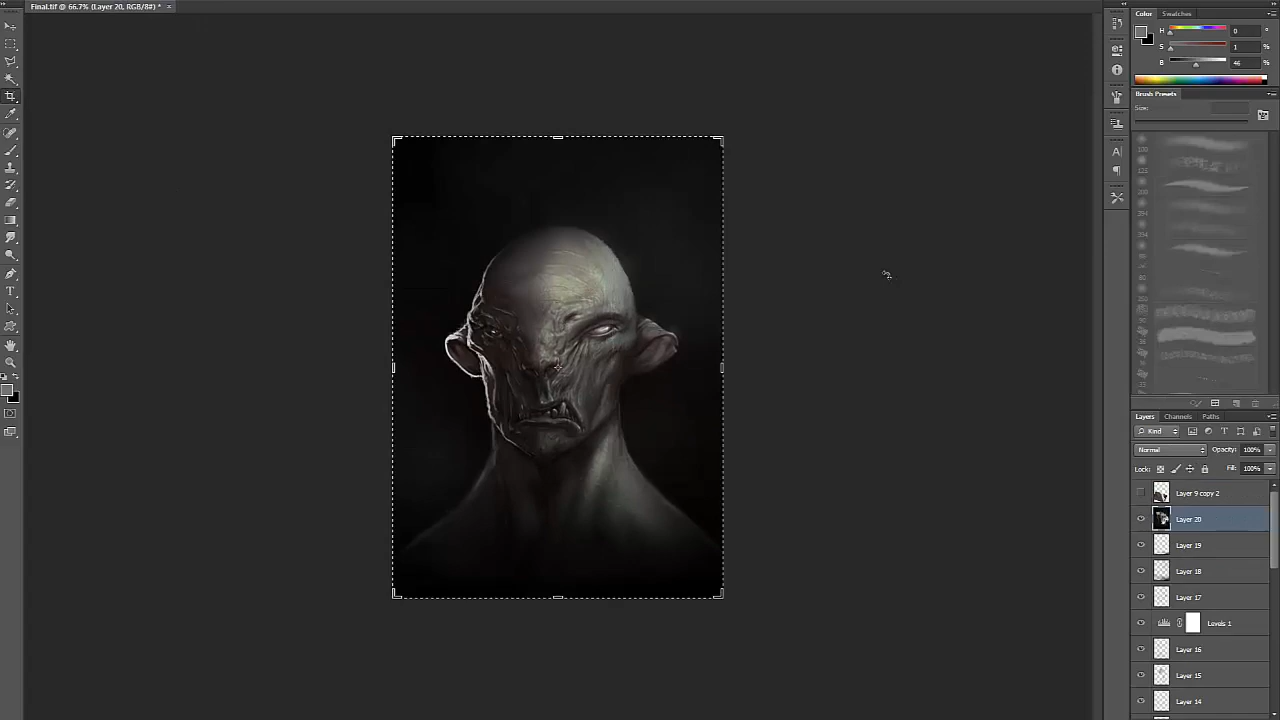 Final.tif @ 66.7% (Layer 20, RGB/8#) *
Color Swatches
H 0 °
S 1 %
B 46 %
Brush Presets
Size:
Layers Channels Paths
Kind
Normal Opacity: 100%
Lock: Fill: 100%
Layer 9 copy 2
Layer 20
Layer 19
Layer 18
Layer 17
Levels 1
Layer 16
Layer 15
Layer 14